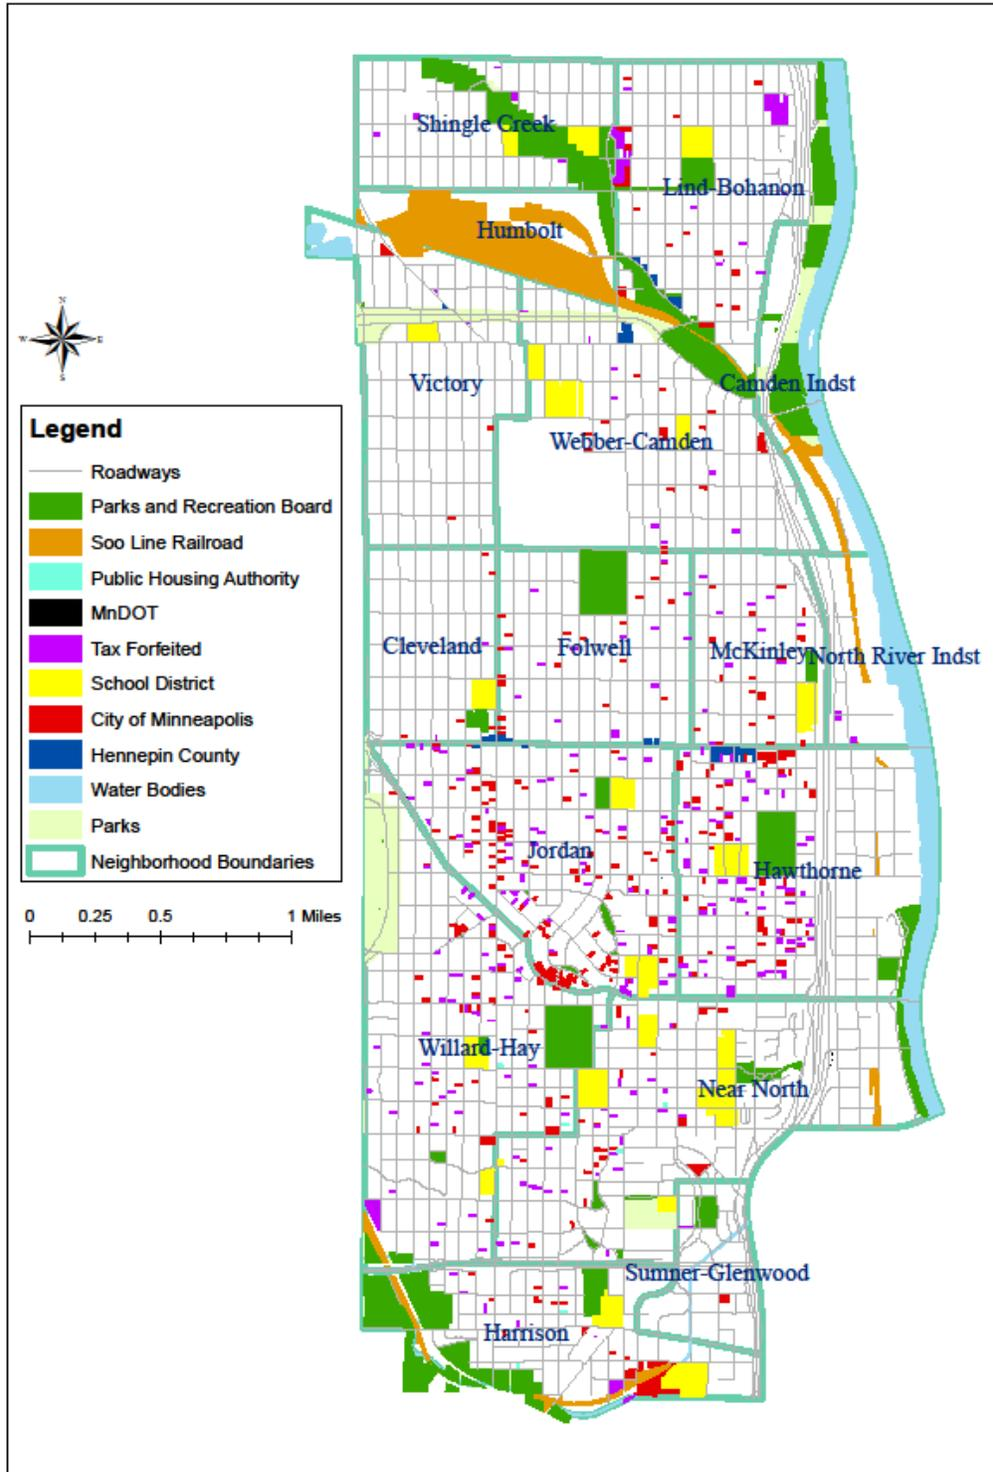 Shingle Creek
Lind-Bohanon
Humbolt
N
W
E
S
Victory
Camden Indst
Webber-Camden
Legend
Roadways
Parks and Recreation Board
Soo Line Railroad
Public Housing Authority
MnDOT
Tax Forfeited
School District
City of Minneapolis
Hennepin County
Water Bodies
Parks
Neighborhood Boundaries
0 0.25 0.5 1 Miles
Cleveland
Folwell
McKinley
North River Indst
Jordan
Hawthorne
Willard-Hay
Near North
Sumner-Glenwood
Harrison